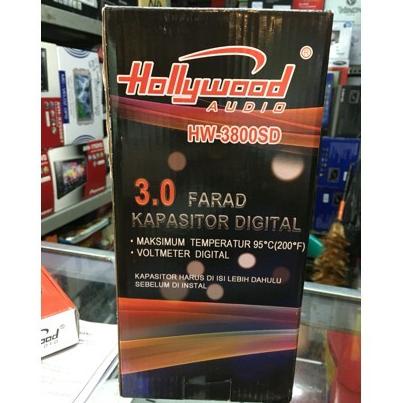 Hollywood
AUDIO
®
HW-3800SD
3.0 FARAD
KAPASITOR DIGITAL
• MAKSIMUM TEMPERATUR 95°C(200°F)
• VOLTMETER DIGITAL
KAPASITOR HARUS DI ISI LEBIH DAHULU
SEBELUM DI INSTAL